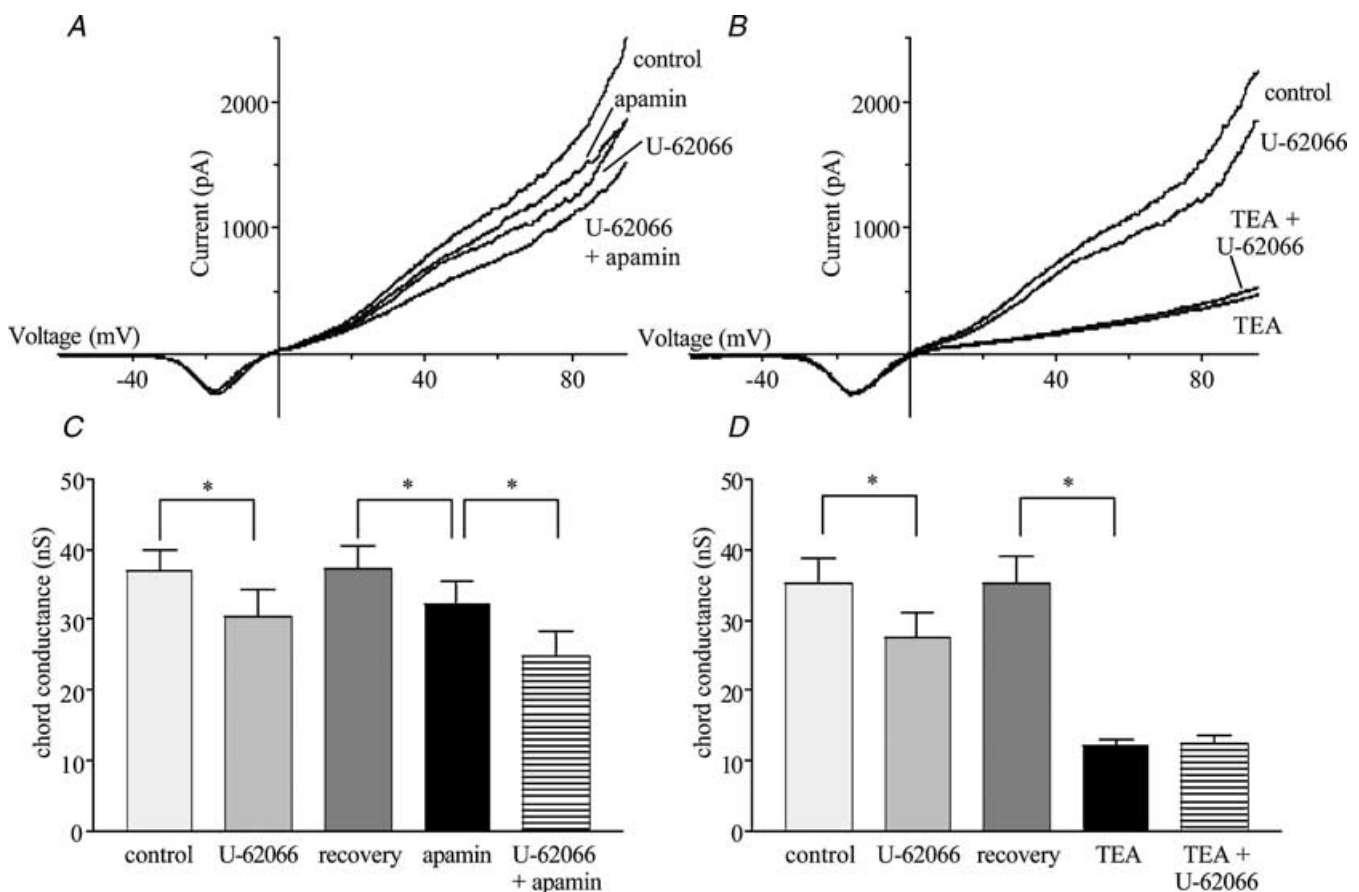 A
control
apamin
U-62066
U-62066
+ apamin
Current (pA)
2000
1000
Voltage (mV)
-40
40
80
B
control
U-62066
TEA +
U-62066
TEA
Current (pA)
2000
1000
Voltage (mV)
-40
40
80
C
chord conductance (nS)
50
40
30
20
10
0
* * *
control U-62066 recovery apamin U-62066
+ apamin
D
chord conductance (nS)
50
40
30
20
10
0
* *
control U-62066 recovery TEA TEA +
U-62066